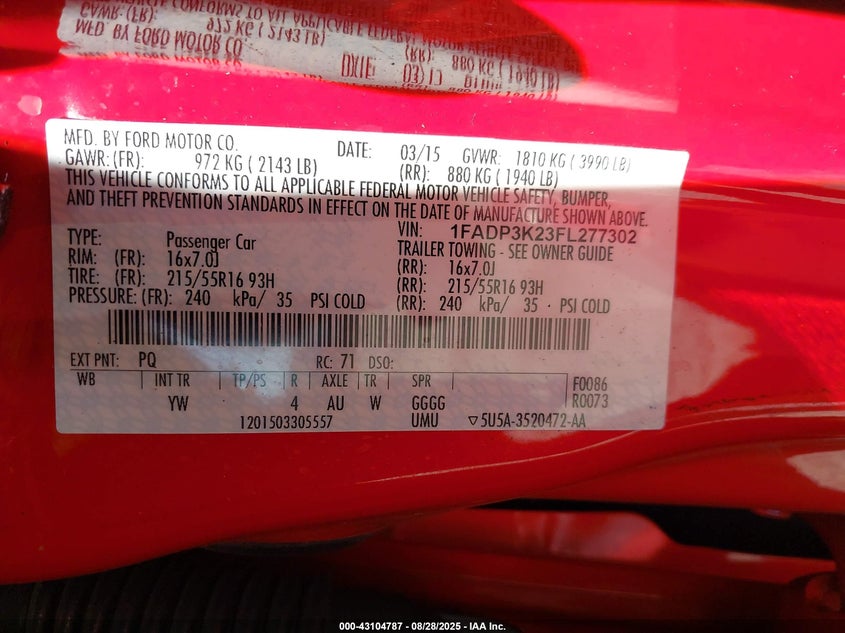 MFD. BY FORD MOTOR CO. DATE: 03/15 GVWR: 1810 KG ( 3990 LB)
GAWR: (FR): 972 KG ( 2143 LB) (RR): 880 KG ( 1940 LB)
THIS VEHICLE CONFORMS TO ALL APPLICABLE FEDERAL MOTOR VEHICLE SAFETY, BUMPER,
AND THEFT PREVENTION STANDARDS IN EFFECT ON THE DATE OF MANUFACTURE SHOWN ABOVE.
VIN: 1FADP3K23FL277302
TYPE: Passenger Car TRAILER TOWING - SEE OWNER GUIDE
RIM: (FR): 16x7.0J (RR): 16x7.0J
TIRE: (FR): 215/55R16 93H (RR): 215/55R16 93H
PRESSURE: (FR): 240 kPa/ 35 PSI COLD (RR): 240 kPa/ 35 PSI COLD
EXT PNT: PQ RC: 71 DSO:
WB INT TR TP/PS R AXLE TR SPR F0086
YW 4 AU W GGGG R0073
1201503305557 UMU ▽5U5A-3520472-AA
000-43104787 - 08/28/2025 - IAA Inc.